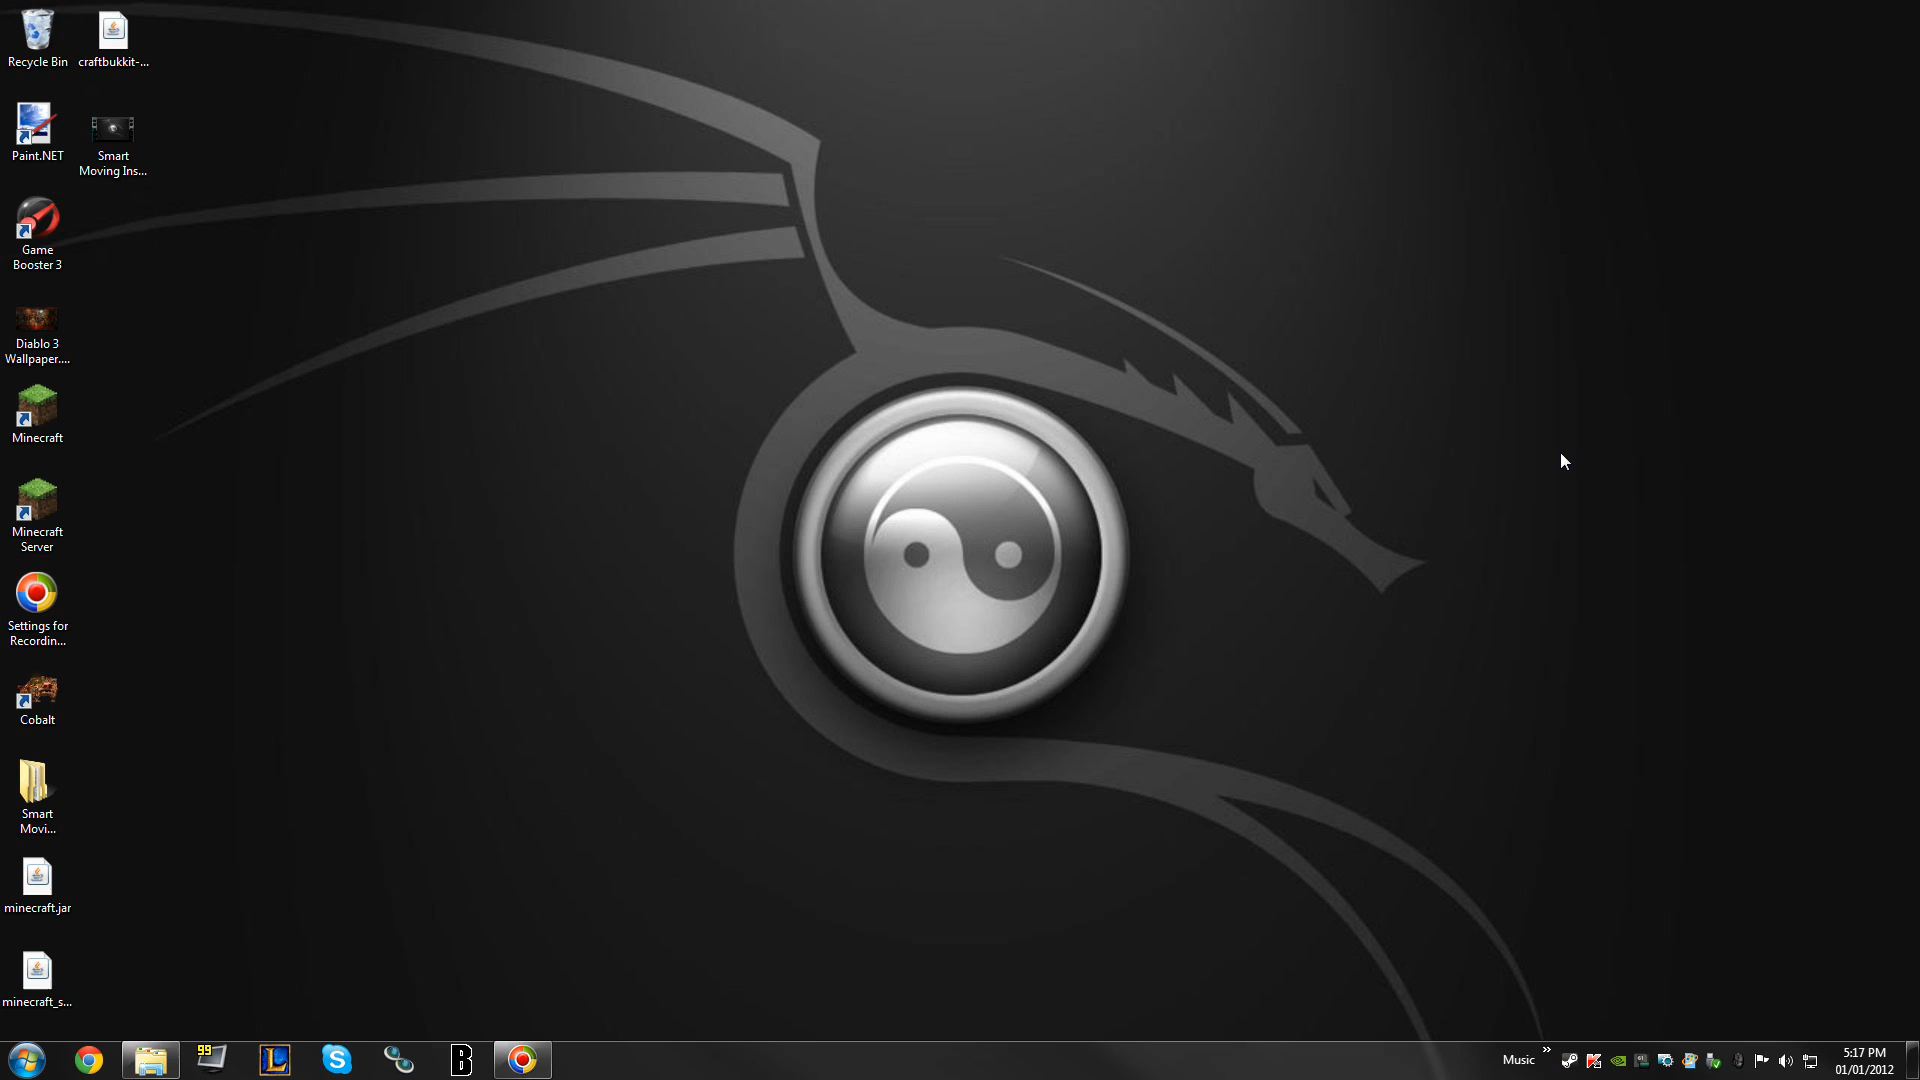 Recycle Bin
craftbukkit-...
Paint.NET
Smart
Moving Ins...
Game
Booster 3
Diablo 3
Wallpaper....
Minecraft
Minecraft
Server
Settings for
Recordin...
Cobalt
Smart
Movi...
minecraft.jar
minecraft_s...
99
L
S
B
Music
»
5:17 PM
01/01/2012